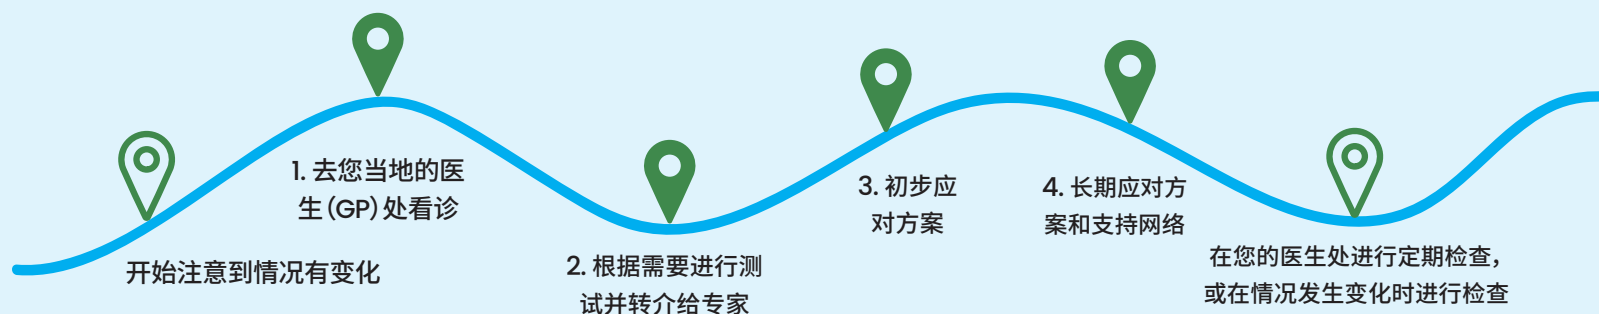 开始注意到情况有变化
1. 去您当地的医
生（GP）处看诊
2. 根据需要进行测
试并转介给专家
3. 初步应
对方案
4. 长期应对方
案和支持网络
在您的医生处进行定期检查，
或在情况发生变化时进行检查